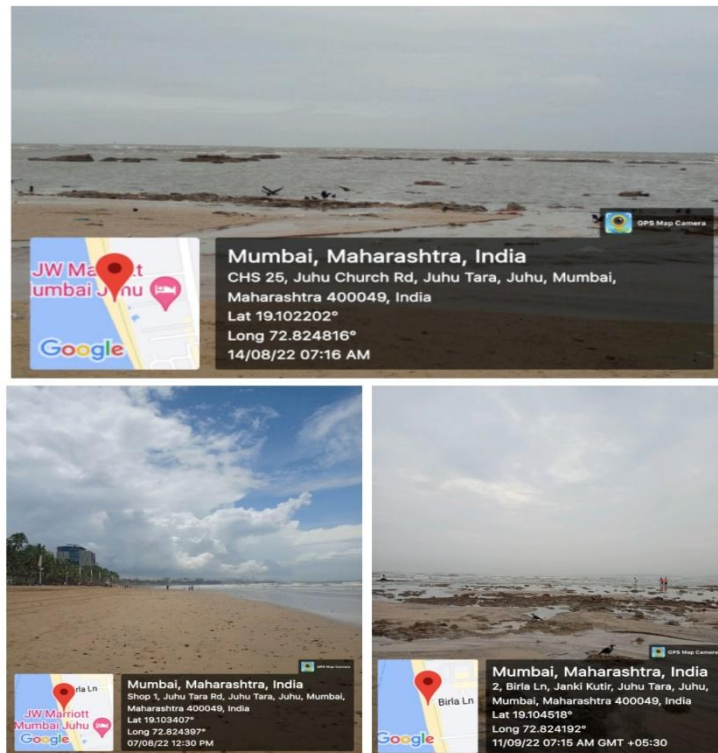 GPS Map Camera
JW Marriott
Mumbai Juhu
Google
Mumbai, Maharashtra, India
CHS 25, Juhu Church Rd, Juhu Tara, Juhu, Mumbai,
Maharashtra 400049, India
Lat 19.102202°
Long 72.824816°
14/08/22 07:16 AM
GPS Map Camera
Birla Ln
JW Marriott
Mumbai Juhu
Google
Mumbai, Maharashtra, India
Shop 1, Juhu Tara Rd, Juhu Tara, Juhu, Mumbai,
Maharashtra 400049, India
Lat 19.103407°
Long 72.824397°
07/08/22 12:30 PM
GPS Map Camera
Birla Ln
Google
Mumbai, Maharashtra, India
2, Birla Ln, Janki Kutir, Juhu Tara, Juhu,
Mumbai, Maharashtra 400049, India
Lat 19.104518°
Long 72.824192°
11/09/22 07:15 AM GMT +05:30